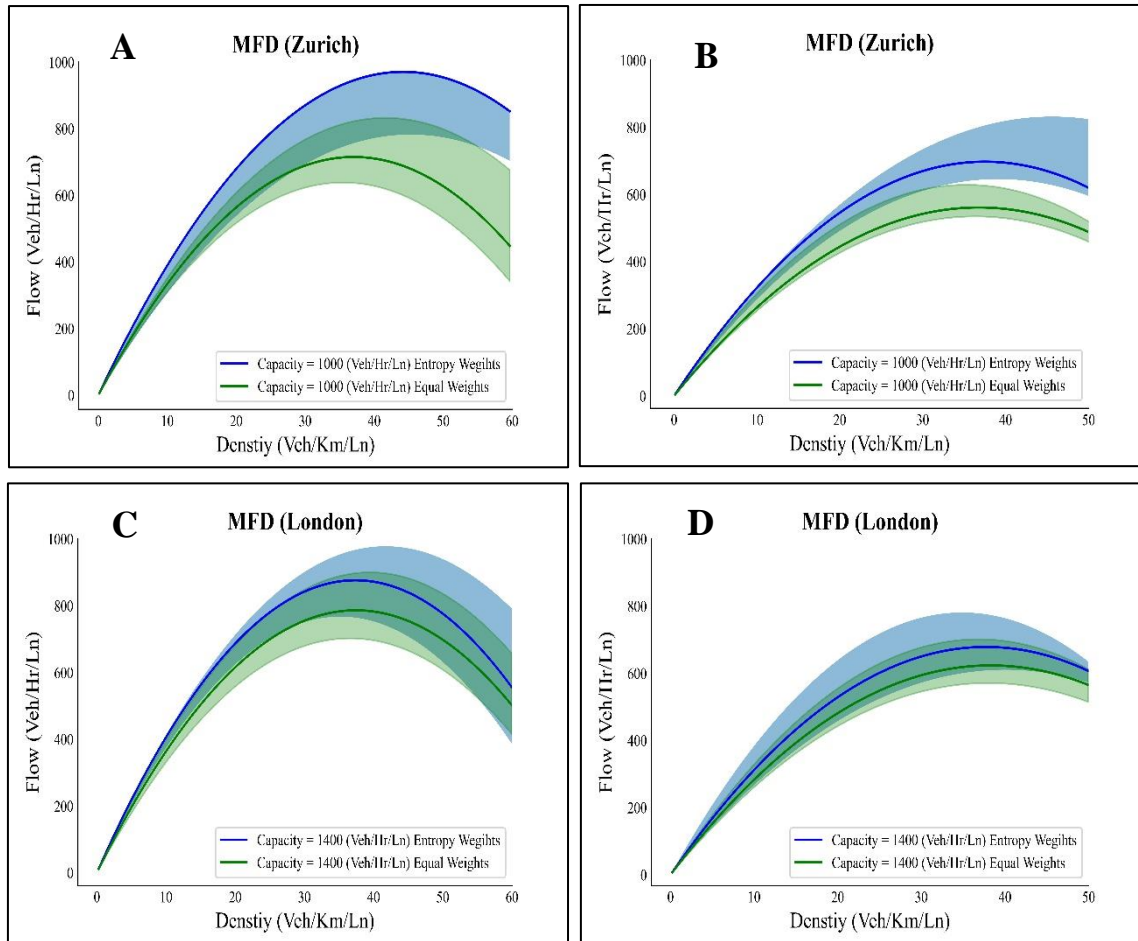 A
MFD (Zurich)
1000
800
600
400
200
0
Flow (Veh/Hr/Ln)
Capacity = 1000 (Veh/Hr/Ln) Entropy Wegihts
Capacity = 1000 (Veh/Hr/Ln) Equal Weights
0 10 20 30 40 50 60
Denstiy (Veh/Km/Ln)
B
MFD (Zurich)
1000
800
600
400
200
0
Flow (Veh/Hr/Ln)
Capacity = 1000 (Veh/Hr/Ln) Entropy Wegihts
Capacity = 1000 (Veh/Hr/Ln) Equal Weights
0 10 20 30 40 50
Denstiy (Veh/Km/Ln)
C
MFD (London)
1000
800
600
400
200
0
Flow (Veh/Hr/Ln)
Capacity = 1400 (Veh/Hr/Ln) Entropy Wegihts
Capacity = 1400 (Veh/Hr/Ln) Equal Weights
0 10 20 30 40 50 60
Denstiy (Veh/Km/Ln)
D
MFD (London)
1000
800
600
400
200
0
Flow (Veh/Hr/Ln)
Capacity = 1400 (Veh/Hr/Ln) Entropy Wegihts
Capacity = 1400 (Veh/Hr/Ln) Equal Weights
0 10 20 30 40 50
Denstiy (Veh/Km/Ln)